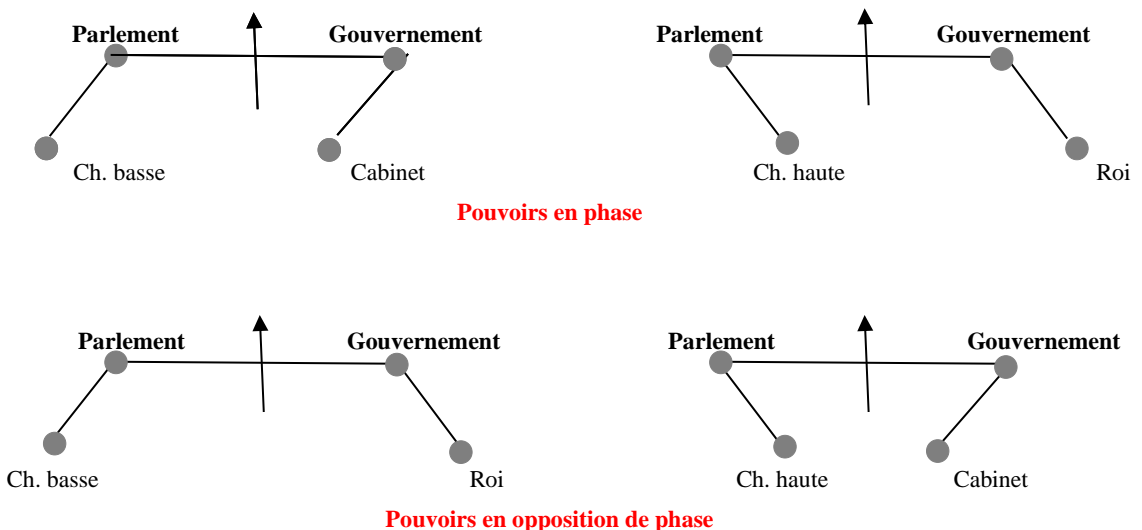 Parlement Gouvernement Parlement Gouvernement
Ch. basse Cabinet Ch. haute Roi
Pouvoirs en phase
Parlement Gouvernement Parlement Gouvernement
Ch. basse Roi Ch. haute Cabinet
Pouvoirs en opposition de phase